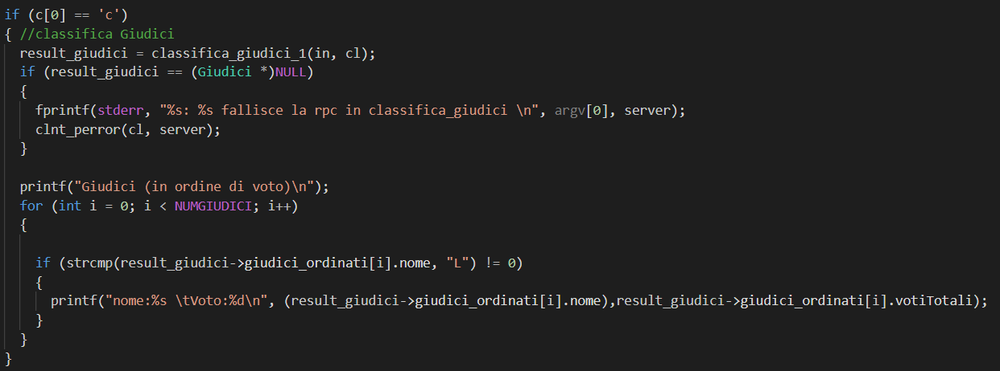 if (c[0] == 'c')
{ //classifica Giudici
result_giudici = classifica_giudici_1(in, cl);
if (result_giudici == (Giudici *)NULL)
{
fprintf(stderr, "%s: %s fallisce la rpc in classifica_giudici \n", argv[0], server);
clnt_perror(cl, server);
}
printf("Giudici (in ordine di voto)\n");
for (int i = 0; i < NUMGIUDICI; i++)
{
if (strcmp(result_giudici->giudici_ordinati[i].nome, "L") != 0)
{
printf("nome:%s \tVoto:%d\n", (result_giudici->giudici_ordinati[i].nome),result_giudici->giudici_ordinati[i].votiTotali);
}
}
}